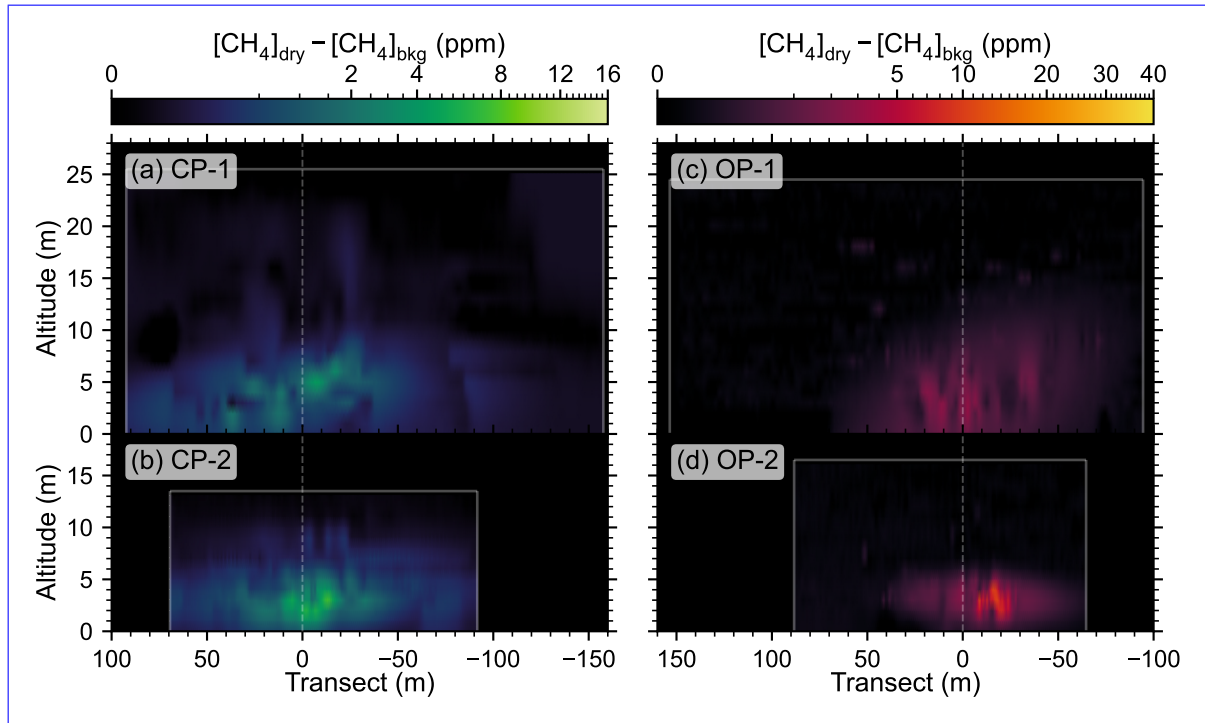 [CH₄]dry − [CH₄]bkg (ppm) [CH₄]dry − [CH₄]bkg (ppm)
0 2 4 8 12 16 0 5 10 20 30 40
(a) CP-1 (c) OP-1
25
20
15
10
5
0
Altitude (m)
(b) CP-2 (d) OP-2
15
10
5
0
Altitude (m)
100 50 0 −50 −100 −150 150 100 50 0 −50 −100
Transect (m) Transect (m)